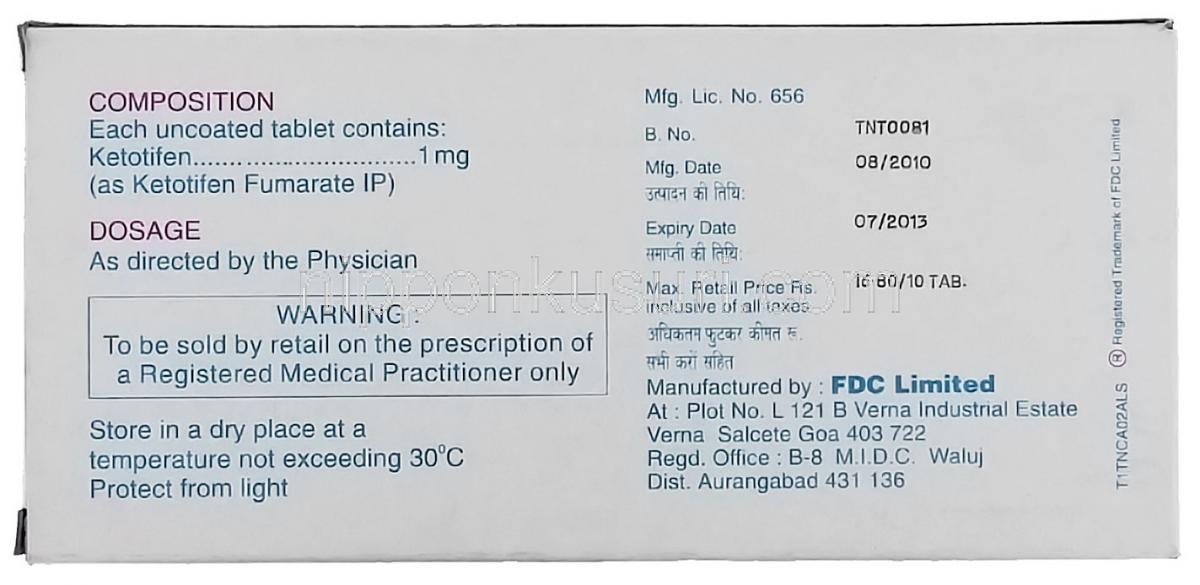 COMPOSITION
Each uncoated tablet contains:
Ketotifen....................................1 mg
(as Ketotifen Fumarate IP)
DOSAGE
As directed by the Physician
WARNING :
To be sold by retail on the prescription of
a Registered Medical Practitioner only
Store in a dry place at a
temperature not exceeding 30°C
Protect from light
Mfg. Lic. No. 656
B. No. TNT0081
Mfg. Date 08/2010
उत्पादन की तिथि:
Expiry Date 07/2013
समाप्ती की तिथि:
Max. Retail Price Rs. 16.80/10 TAB.
inclusive of all taxes
अधिकतम फुटकर कीमत रू.
सभी करों सहित
Manufactured by : FDC Limited
At : Plot No. L 121 B Verna Industrial Estate
Verna Salcete Goa 403 722
Regd. Office : B-8 M.I.D.C. Waluj
Dist. Aurangabad 431 136
T1TNCA02ALS ® Registered Trademark of FDC Limited
nipponkusuri.com